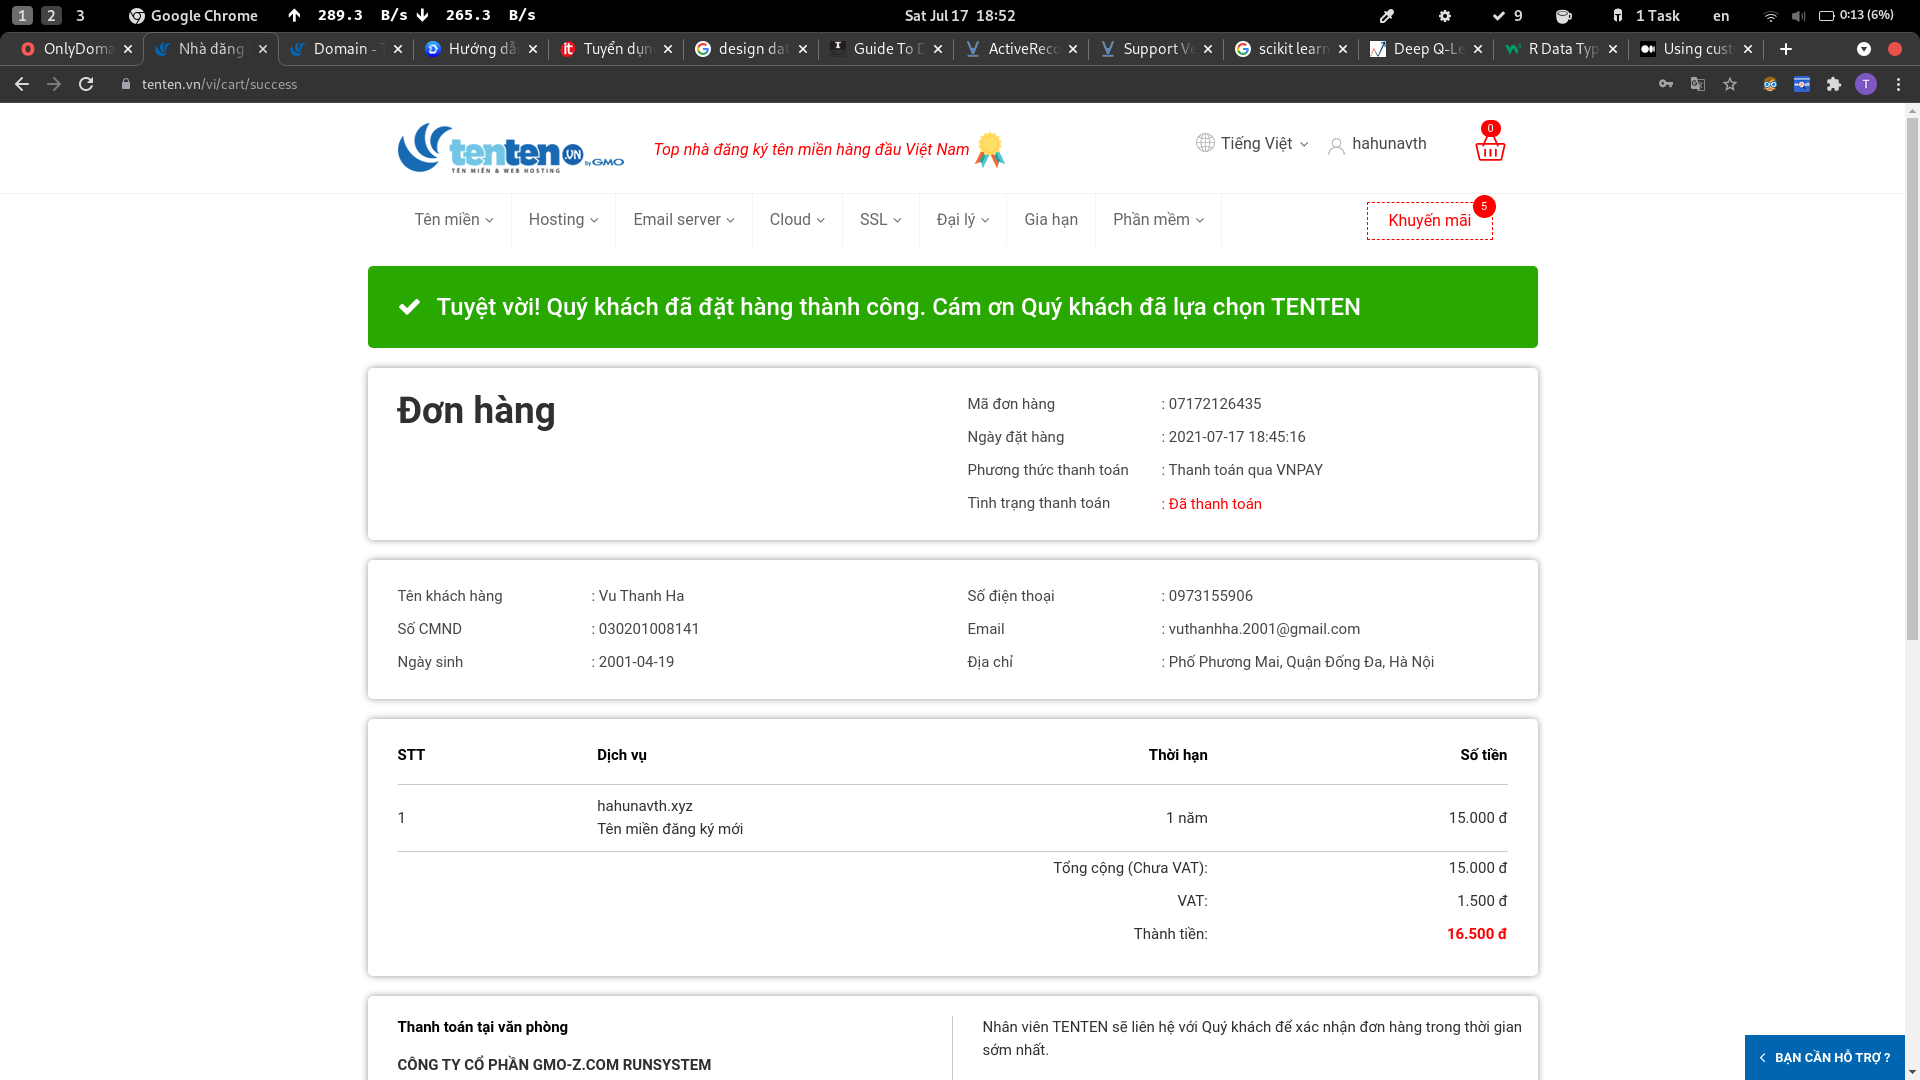 1 2 3 Google Chrome 289.3 B/s 265.3 B/s Sat Jul 17 18:52 9 1 Task en 0:13 (6%)
OnlyDoma Nhà đăng Domain - T Hướng dẫ Tuyển dụn design dat Guide To D ActiveReco Support Ve scikit learn Deep Q-Le R Data Typ Using cust
tenten.vn/vi/cart/success T
tenten.vn by GMO
TÊN MIỀN & WEB HOSTING
Top nhà đăng ký tên miền hàng đầu Việt Nam
Tiếng Việt hahunavth 0
Tên miền Hosting Email server Cloud SSL Đại lý Gia hạn Phần mềm Khuyến mãi 5
Tuyệt vời! Quý khách đã đặt hàng thành công. Cám ơn Quý khách đã lựa chọn TENTEN
Đơn hàng
Mã đơn hàng : 07172126435
Ngày đặt hàng : 2021-07-17 18:45:16
Phương thức thanh toán : Thanh toán qua VNPAY
Tình trạng thanh toán : Đã thanh toán
Tên khách hàng : Vu Thanh Ha Số điện thoại : 0973155906
Số CMND : 030201008141 Email : vuthanhha.2001@gmail.com
Ngày sinh : 2001-04-19 Địa chỉ : Phố Phương Mai, Quận Đống Đa, Hà Nội
STT Dịch vụ Thời hạn Số tiền
1 hahunavth.xyz 1 năm 15.000 đ
Tên miền đăng ký mới
Tổng cộng (Chưa VAT): 15.000 đ
VAT: 1.500 đ
Thành tiền: 16.500 đ
Thanh toán tại văn phòng
CÔNG TY CỔ PHẦN GMO-Z.COM RUNSYSTEM
Nhân viên TENTEN sẽ liên hệ với Quý khách để xác nhận đơn hàng trong thời gian
sớm nhất.
BẠN CẦN HỖ TRỢ ?